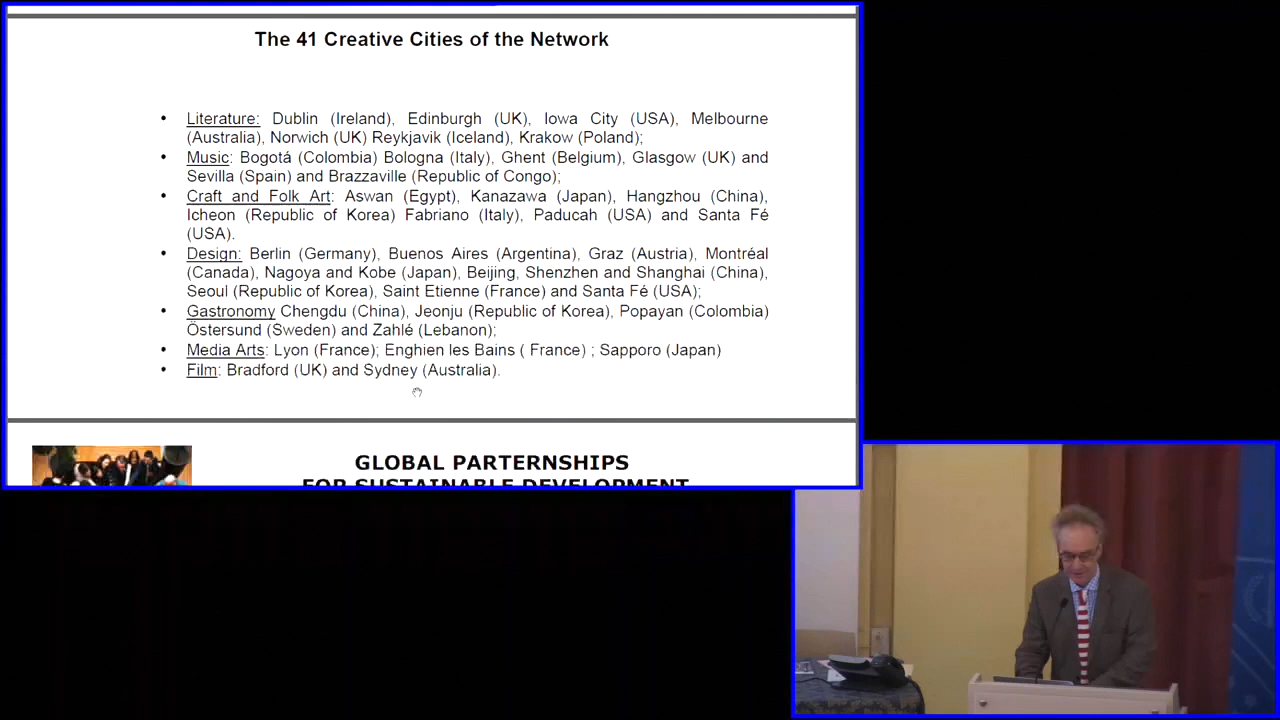 The 41 Creative Cities of the Network
• Literature: Dublin (Ireland), Edinburgh (UK), Iowa City (USA), Melbourne
(Australia), Norwich (UK) Reykjavik (Iceland), Krakow (Poland);
• Music: Bogotá (Colombia) Bologna (Italy), Ghent (Belgium), Glasgow (UK) and
Sevilla (Spain) and Brazzaville (Republic of Congo);
• Craft and Folk Art: Aswan (Egypt), Kanazawa (Japan), Hangzhou (China),
Icheon (Republic of Korea) Fabriano (Italy), Paducah (USA) and Santa Fé
(USA).
• Design: Berlin (Germany), Buenos Aires (Argentina), Graz (Austria), Montréal
(Canada), Nagoya and Kobe (Japan), Beijing, Shenzhen and Shanghai (China),
Seoul (Republic of Korea), Saint Etienne (France) and Santa Fé (USA);
• Gastronomy Chengdu (China), Jeonju (Republic of Korea), Popayan (Colombia)
Östersund (Sweden) and Zahlé (Lebanon);
• Media Arts: Lyon (France); Enghien les Bains ( France) ; Sapporo (Japan)
• Film: Bradford (UK) and Sydney (Australia).
GLOBAL PARTERNSHIPS
FOR SUSTAINABLE DEVELOPMENT